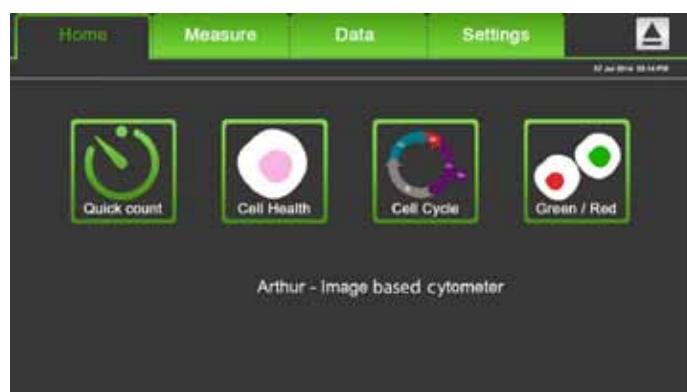 Home Measure Data Settings
Quick count Cell Health Cell Cycle Green / Red
Arthur - Image based cytometer